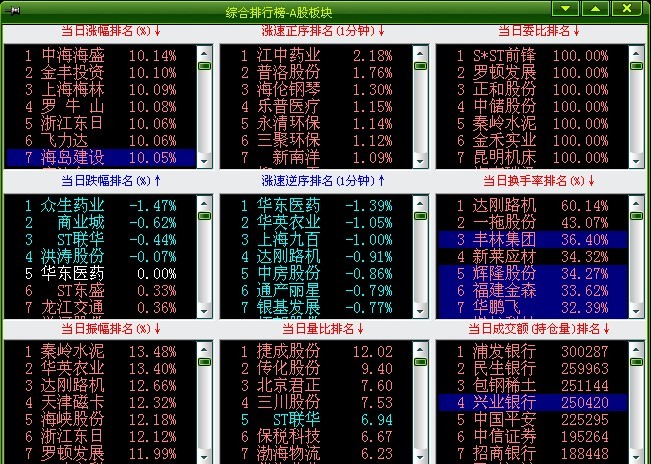 综合排行榜-A股板块
当日涨幅排名(%)↓
1 中海海盛 10.14%
2 金丰投资 10.10%
3 上海梅林 10.09%
4 罗 牛 山 10.08%
5 浙江东日 10.06%
6 飞力达 10.06%
7 海岛建设 10.05%
涨速正序排名(1分钟)↓
1 江中药业 2.18%
2 普洛股份 1.76%
3 海伦钢琴 1.30%
4 乐普医疗 1.15%
5 永清环保 1.14%
6 三聚环保 1.12%
7 新南洋 1.09%
当日委比排名↓
1 S*ST前锋 100.00%
2 罗顿发展 100.00%
3 正和股份 100.00%
4 中储股份 100.00%
5 秦岭水泥 100.00%
6 金禾实业 100.00%
7 昆明机床 100.00%
当日跌幅排名(%)↑
1 众生药业 -1.47%
2 商业城 -0.62%
3 ST联华 -0.44%
4 洪涛股份 -0.07%
5 华东医药 0.00%
6 ST东盛 0.33%
7 龙江交通 0.36%
涨速逆序排名(1分钟)↑
1 华东医药 -1.39%
2 华英农业 -1.05%
3 上海九百 -1.00%
4 达刚路机 -0.91%
5 中房股份 -0.86%
6 通产丽星 -0.79%
7 银基发展 -0.77%
当日换手率排名(%)↓
1 达刚路机 60.14%
2 一拖股份 43.07%
3 丰林集团 36.40%
4 新莱应材 34.32%
5 辉隆股份 34.27%
6 福建金森 33.62%
7 华鹏飞 32.39%
当日振幅排名(%)↓
1 秦岭水泥 13.48%
2 华英农业 13.40%
3 达刚路机 12.66%
4 天津磁卡 12.32%
5 海峡股份 12.18%
6 浙江东日 12.12%
7 罗顿发展 11.99%
当日量比排名↓
1 捷成股份 12.02
2 传化股份 9.40
3 北京君正 7.60
4 三川股份 7.53
5 ST联华 6.94
6 保税科技 6.67
7 渤海物流 6.23
当日成交额(持仓量)排名↓
1 浦发银行 300287
2 民生银行 259963
3 包钢稀土 251144
4 兴业银行 250420
5 中国平安 225295
6 中信证券 195264
7 招商银行 188448